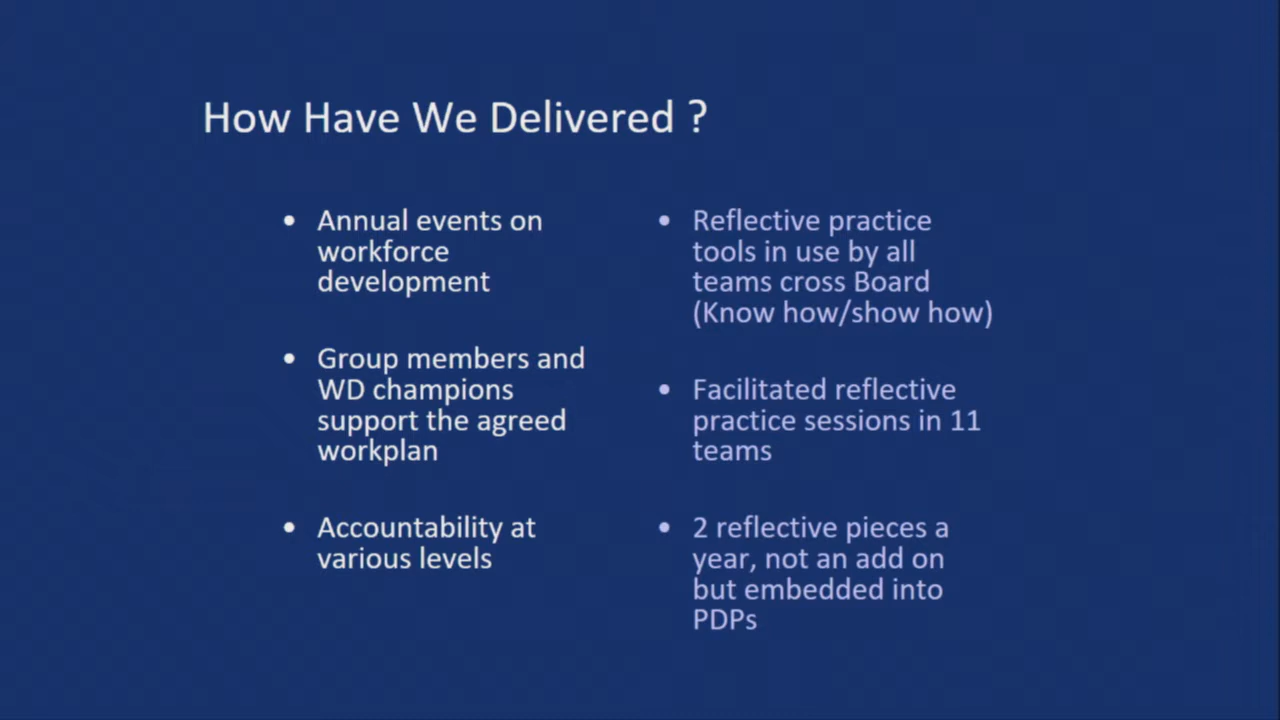 How Have We Delivered ?
• Annual events on
workforce
development
• Group members and
WD champions
support the agreed
workplan
• Accountability at
various levels
• Reflective practice
tools in use by all
teams cross Board
(Know how/show how)
• Facilitated reflective
practice sessions in 11
teams
• 2 reflective pieces a
year, not an add on
but embedded into
PDPs